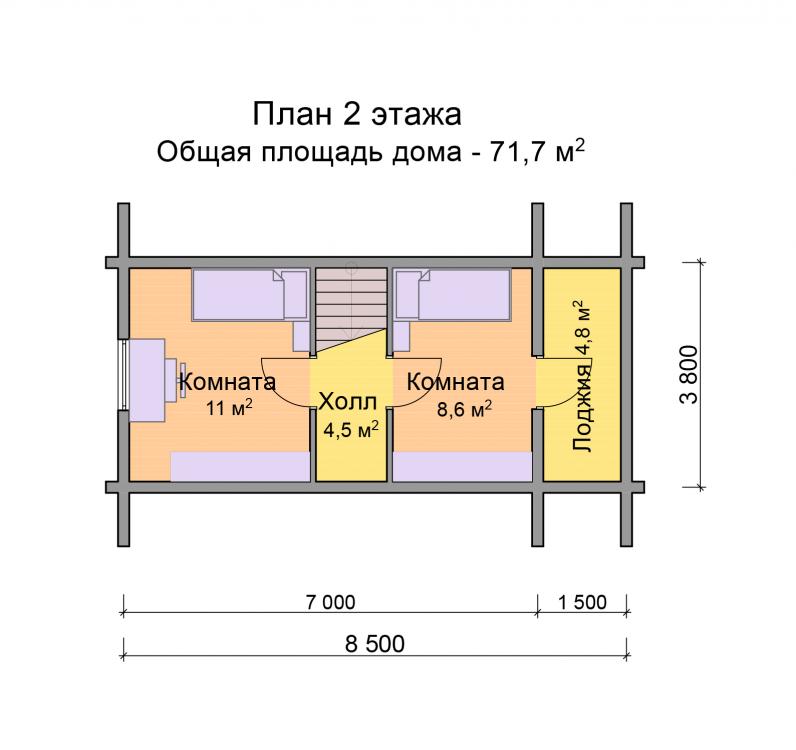 План 2 этажа
Общая площадь дома - 71,7 м²
Комната
11 м²
Холл
4,5 м²
Комната
8,6 м²
Лоджия 4,8 м²
3 800
7 000
1 500
8 500